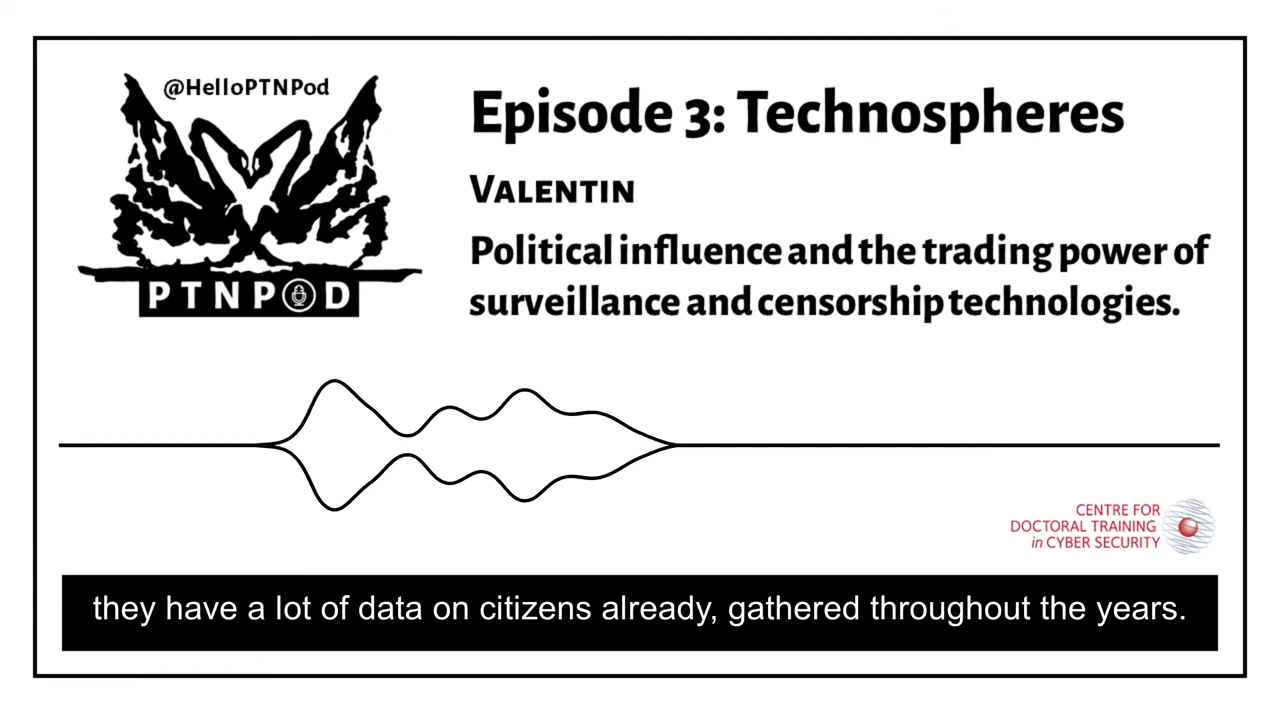 @HelloPTNPod
PTNPOD
Episode 3: Technospheres
VALENTIN
Political influence and the trading power of
surveillance and censorship technologies.
CENTRE FOR
DOCTORAL TRAINING
in CYBER SECURITY
they have a lot of data on citizens already, gathered throughout the years.